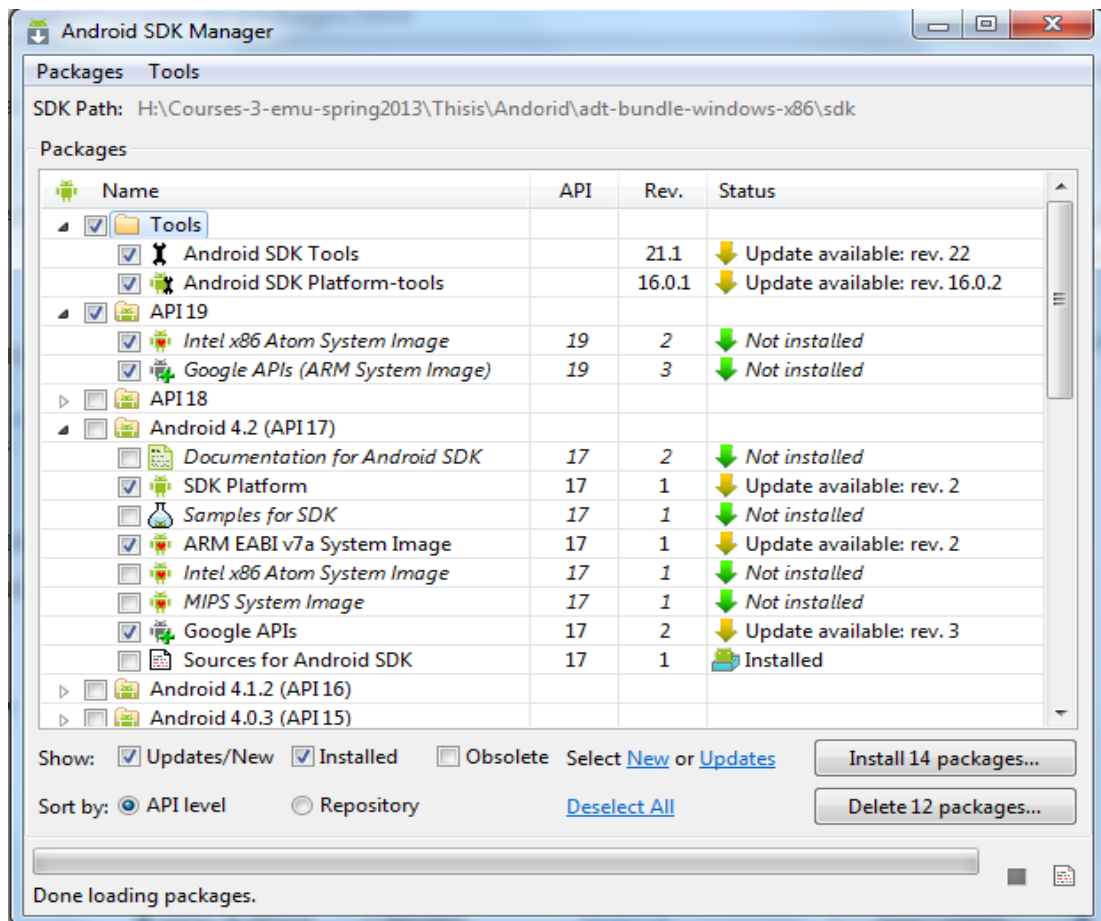 Android SDK Manager
Packages Tools
SDK Path: H:\Courses-3-emu-spring2013\Thisis\Andorid\adt-bundle-windows-x86\sdk
Packages
Name API Rev. Status
Tools
Android SDK Tools 21.1 Update available: rev. 22
Android SDK Platform-tools 16.0.1 Update available: rev. 16.0.2
API 19
Intel x86 Atom System Image 19 2 Not installed
Google APIs (ARM System Image) 19 3 Not installed
API 18
Android 4.2 (API 17)
Documentation for Android SDK 17 2 Not installed
SDK Platform 17 1 Update available: rev. 2
Samples for SDK 17 1 Not installed
ARM EABI v7a System Image 17 1 Update available: rev. 2
Intel x86 Atom System Image 17 1 Not installed
MIPS System Image 17 1 Not installed
Google APIs 17 2 Update available: rev. 3
Sources for Android SDK 17 1 Installed
Android 4.1.2 (API 16)
Android 4.0.3 (API 15)
Show: Updates/New Installed Obsolete Select New or Updates Install 14 packages...
Sort by: API level Repository Deselect All Delete 12 packages...
Done loading packages.